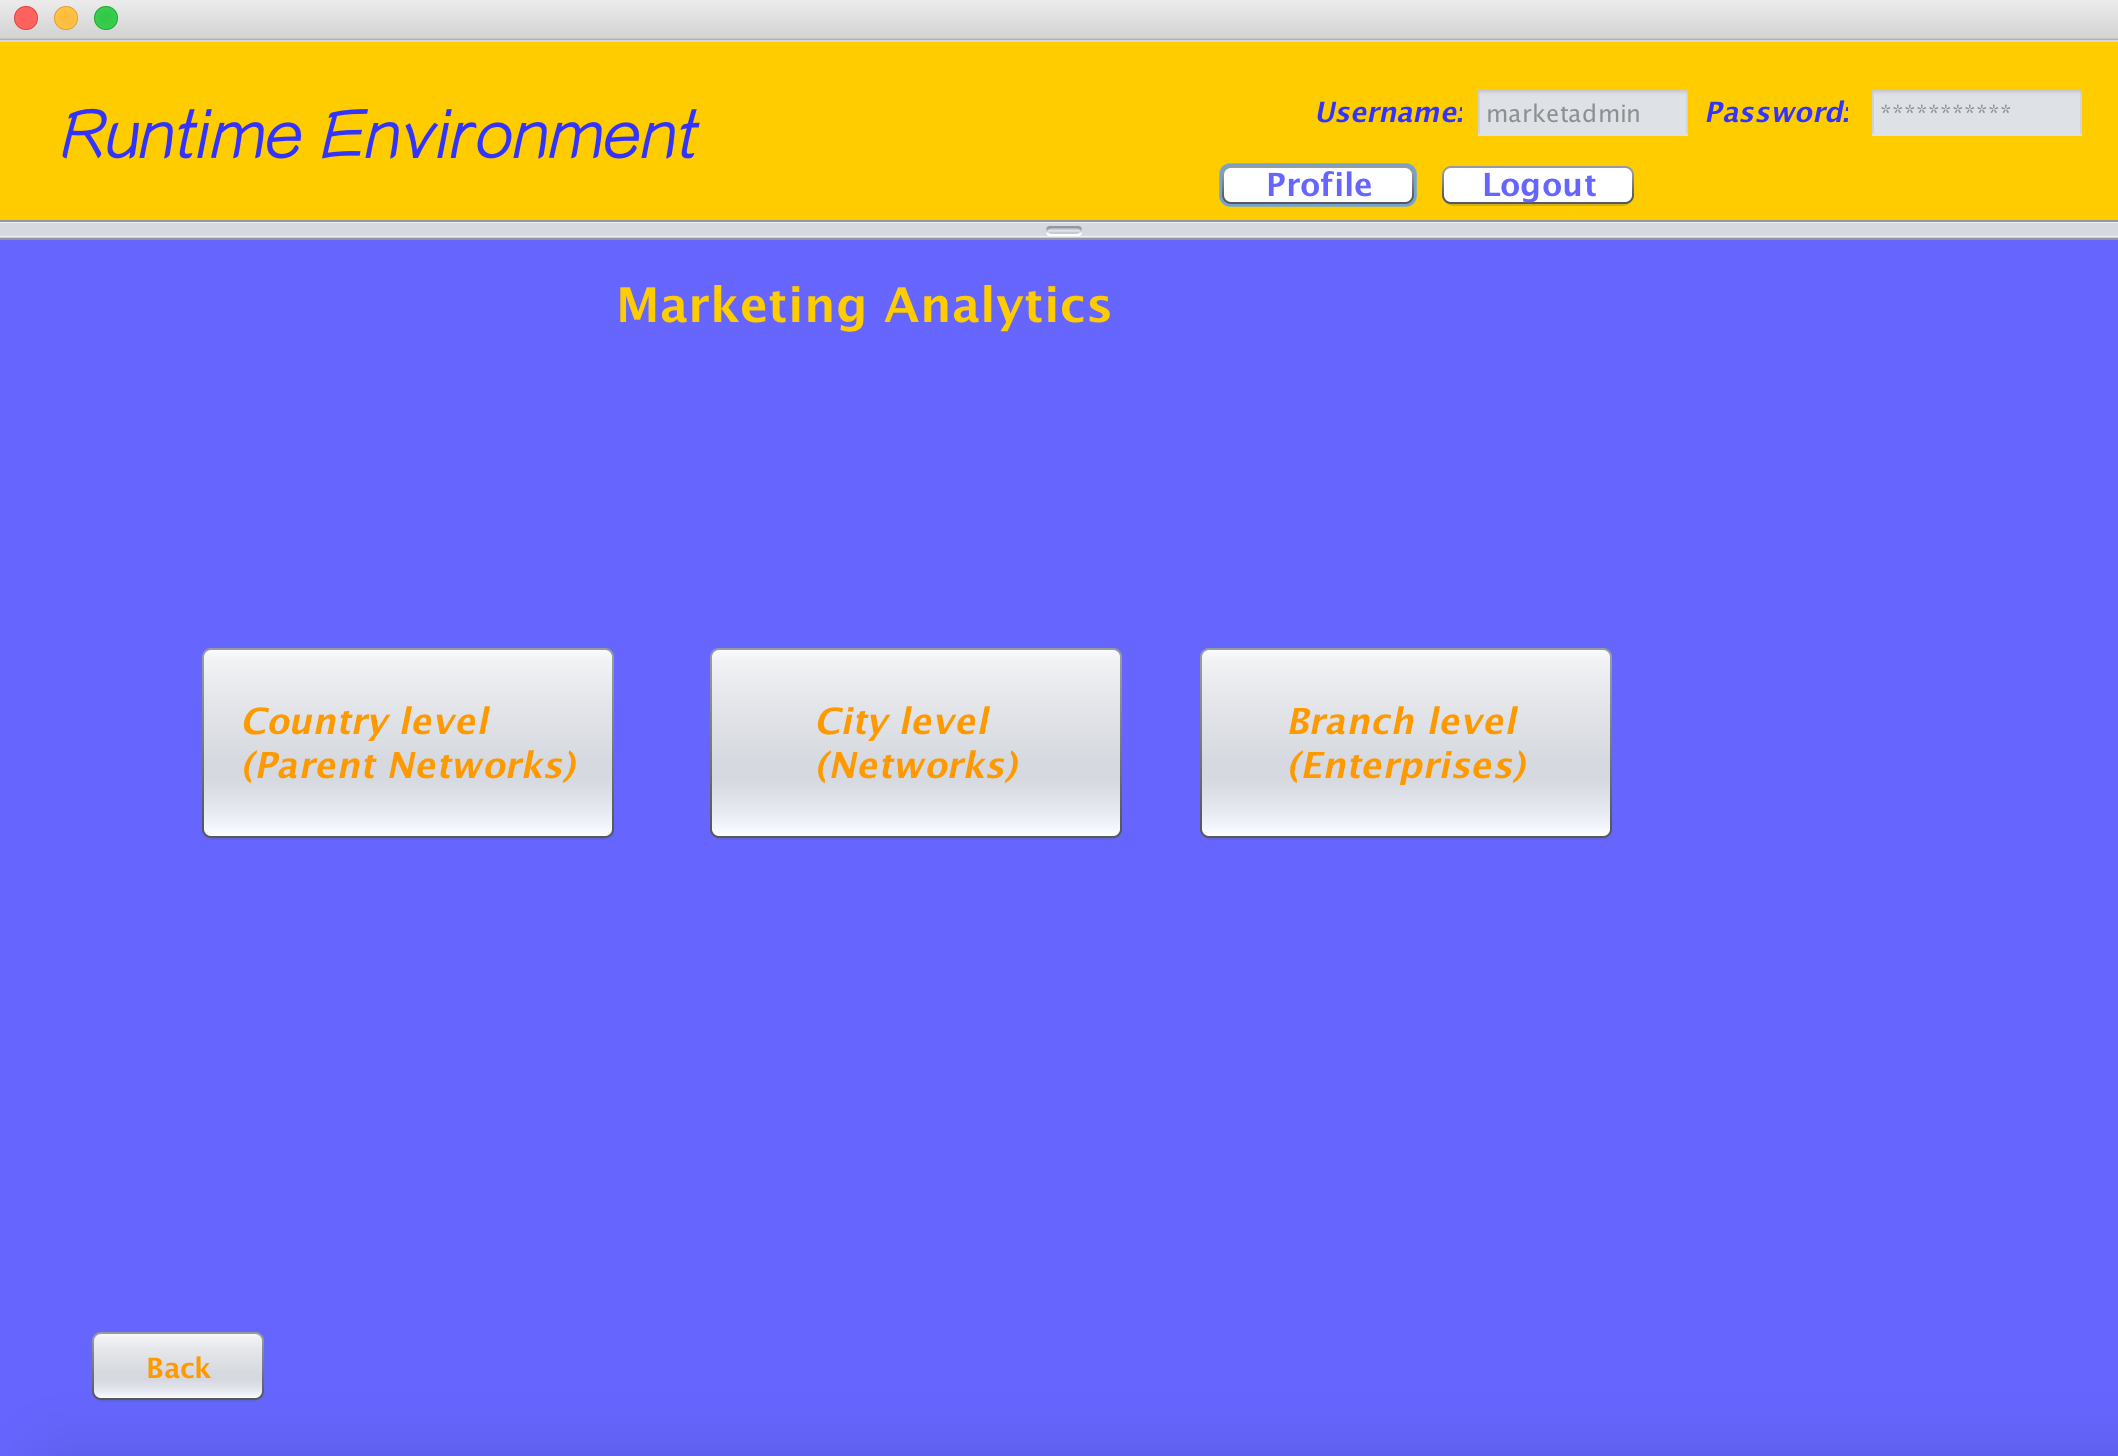 Runtime Environment
Username: marketadmin Password: ***********
Profile Logout
Marketing Analytics
Country level
(Parent Networks)
City level
(Networks)
Branch level
(Enterprises)
Back